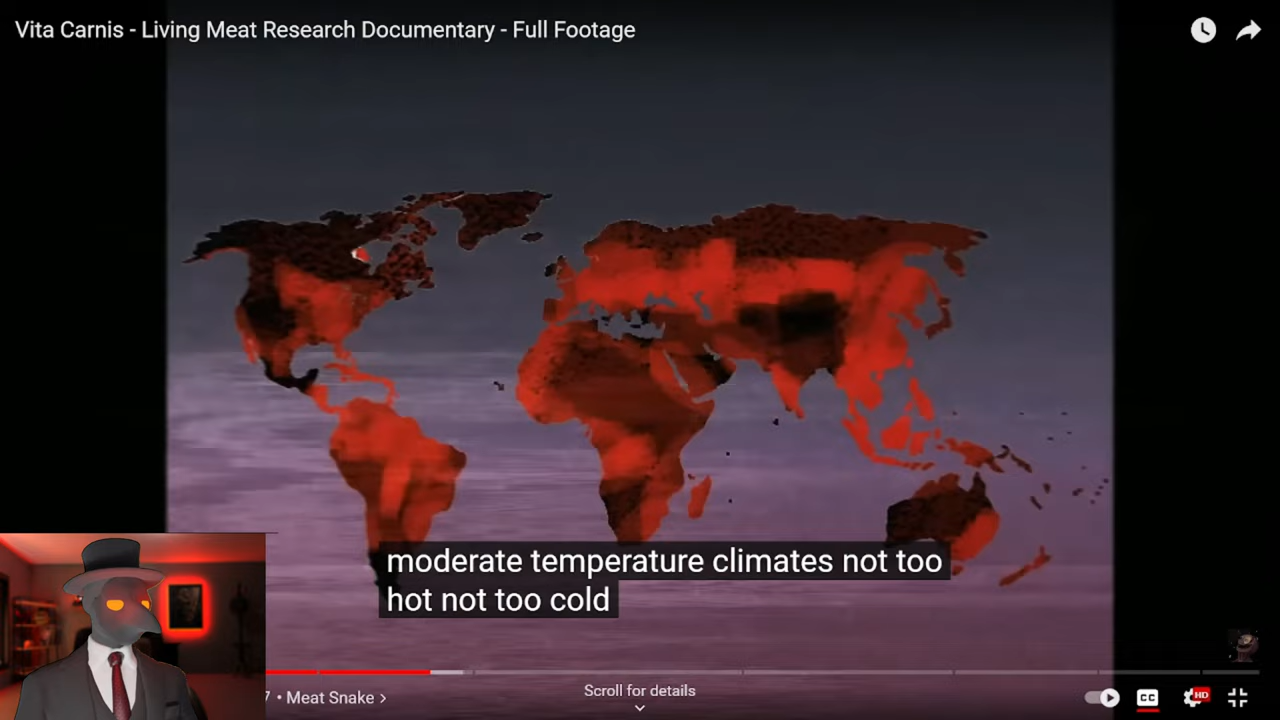 Vita Carnis - Living Meat Research Documentary - Full Footage
moderate temperature climates not too
hot not too cold
7 • Meat Snake >
Scroll for details
CC
HD